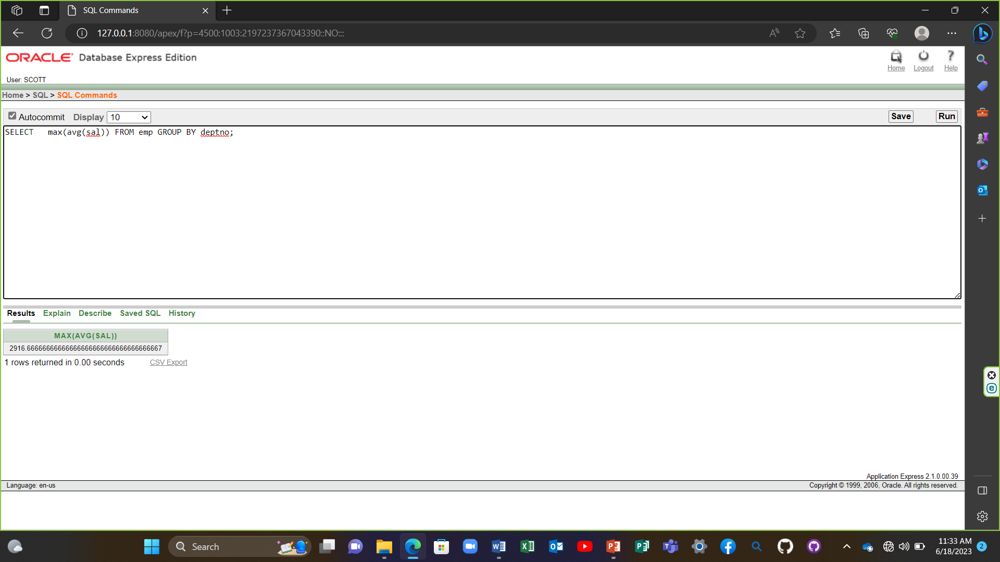 SQL Commands
127.0.0.1:8080/apex/f?p=4500:1003:2197237367043390::NO:::
ORACLE Database Express Edition
Home Logout Help
User: SCOTT
Home > SQL > SQL Commands
Autocommit Display 10 Save Run
SELECT max(avg(sal)) FROM emp GROUP BY deptno;
Results Explain Describe Saved SQL History
MAX(AVG(SAL))
2916.66666666666666666666666666666667
1 rows returned in 0.00 seconds CSV Export
Application Express 2.1.0.00.39
Language: en-us Copyright © 1999, 2006, Oracle. All rights reserved.
Search
11:33 AM
6/18/2023 2